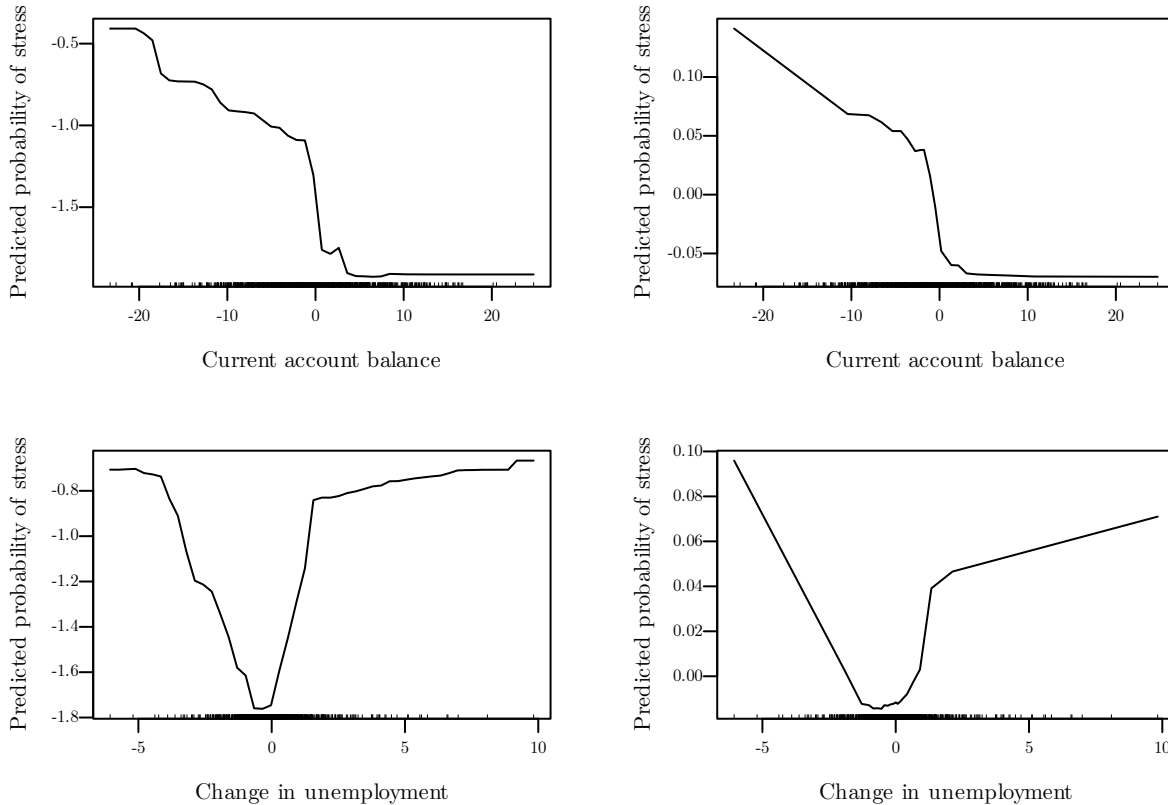 Predicted probability of stress
-0.5
-1.0
-1.5
-20 -10 0 10 20
Current account balance
Predicted probability of stress
0.10
0.05
0.00
-0.05
-20 -10 0 10 20
Current account balance
Predicted probability of stress
-0.8
-1.0
-1.2
-1.4
-1.6
-1.8
-5 0 5 10
Change in unemployment
Predicted probability of stress
0.10
0.08
0.06
0.04
0.02
0.00
-5 0 5 10
Change in unemployment